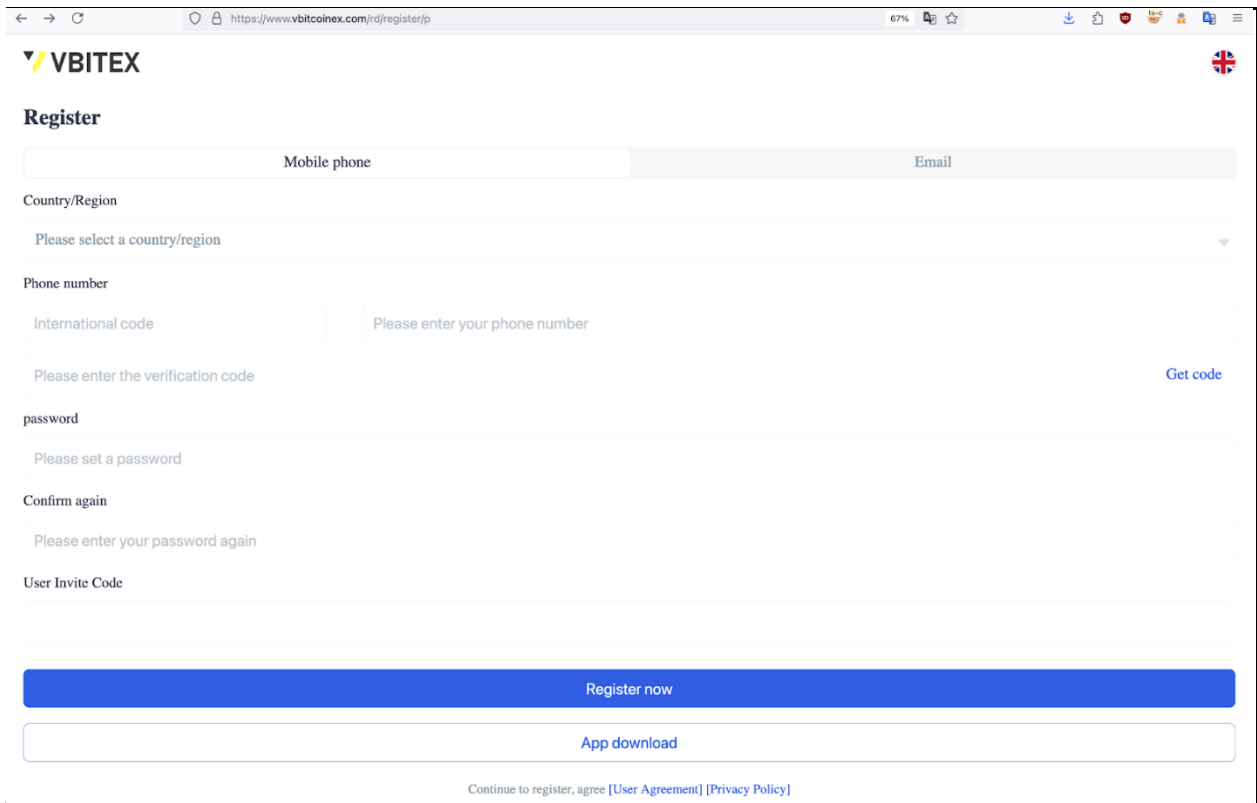 https://www.vbitcoinex.com/rd/register/p 67%
VBITEX
Register
Mobile phone Email
Country/Region
Please select a country/region
Phone number
International code Please enter your phone number
Please enter the verification code Get code
password
Please set a password
Confirm again
Please enter your password again
User Invite Code
Register now
App download
Continue to register, agree [User Agreement] [Privacy Policy]